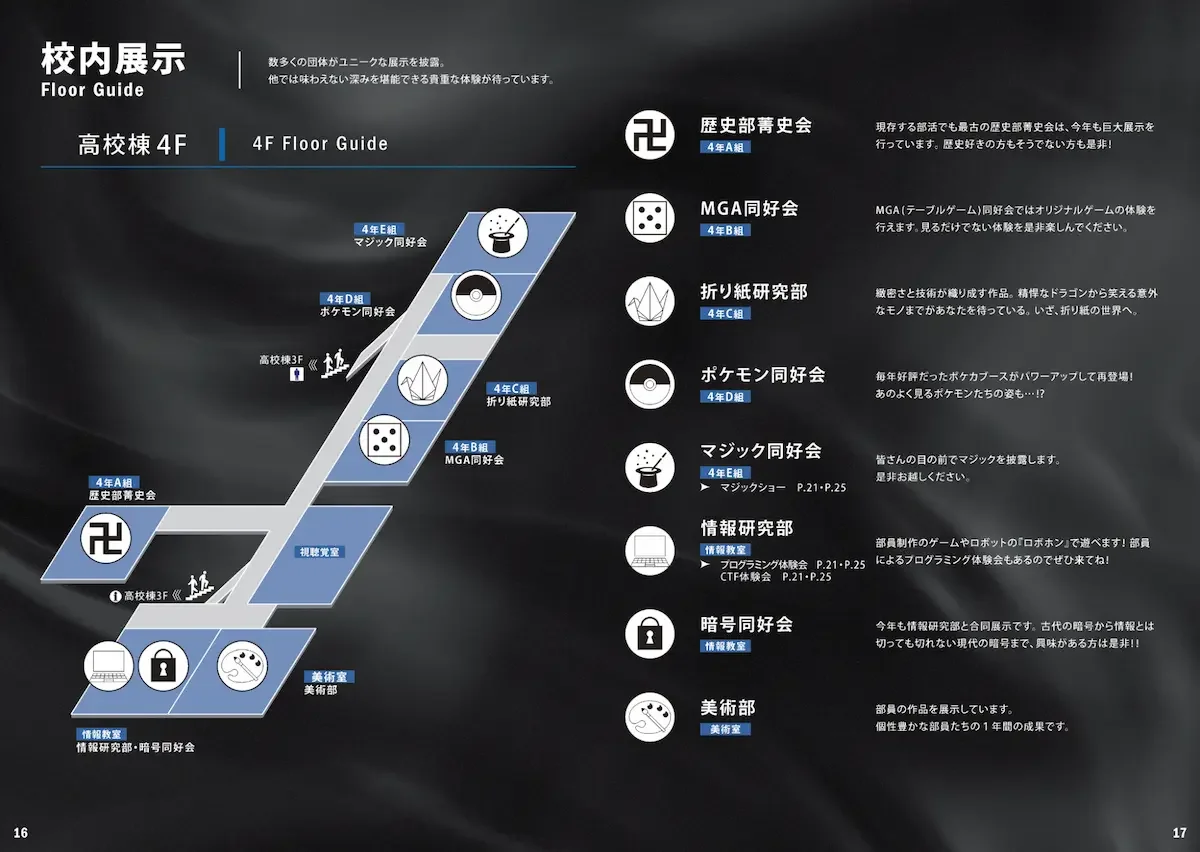 校内展示
Floor Guide
数多くの団体がユニークな展示を披露。
他では味わえない深みを堪能できる貴重な体験が待っています。
高校棟4F
4F Floor Guide
4年E組
マジック同好会
4年D組
ポケモン同好会
高校棟3F
4年C組
折り紙研究部
4年B組
MGA同好会
4年A組
歴史部菁史会
視聴覚室
高校棟3F
美術室
美術部
情報教室
情報研究部・暗号同好会
卍
歴史部菁史会
4年A組
現存する部活でも最古の歴史部菁史会は、今年も巨大展示を
行っています。歴史好きの方もそうでない方も是非!
MGA同好会
4年B組
MGA(テーブルゲーム)同好会ではオリジナルゲームの体験を
行えます。見るだけでない体験を是非楽しんでください。
折り紙研究部
4年C組
緻密さと技術が織り成す作品。精悍なドラゴンから笑える意外
なモノまでがあなたを待っている。いざ、折り紙の世界へ。
ポケモン同好会
4年D組
毎年好評だったポケカブースがパワーアップして再登場!
あのよく見るポケモンたちの姿も…!?
マジック同好会
4年E組
➤ マジックショー P.21・P.25
皆さんの目の前でマジックを披露します。
是非お越しください。
情報研究部
情報教室
➤ プログラミング体験会 P.21・P.25
CTF体験会 P.21・P.25
部員制作のゲームやロボットの『ロボホン』で遊べます!部員
によるプログラミング体験会もあるのでぜひ来てね!
暗号同好会
情報教室
今年も情報研究部と合同展示です。古代の暗号から情報とは
切っても切れない現代の暗号まで、興味がある方は是非!!
美術部
美術室
部員の作品を展示しています。
個性豊かな部員たちの1年間の成果です。
16
17